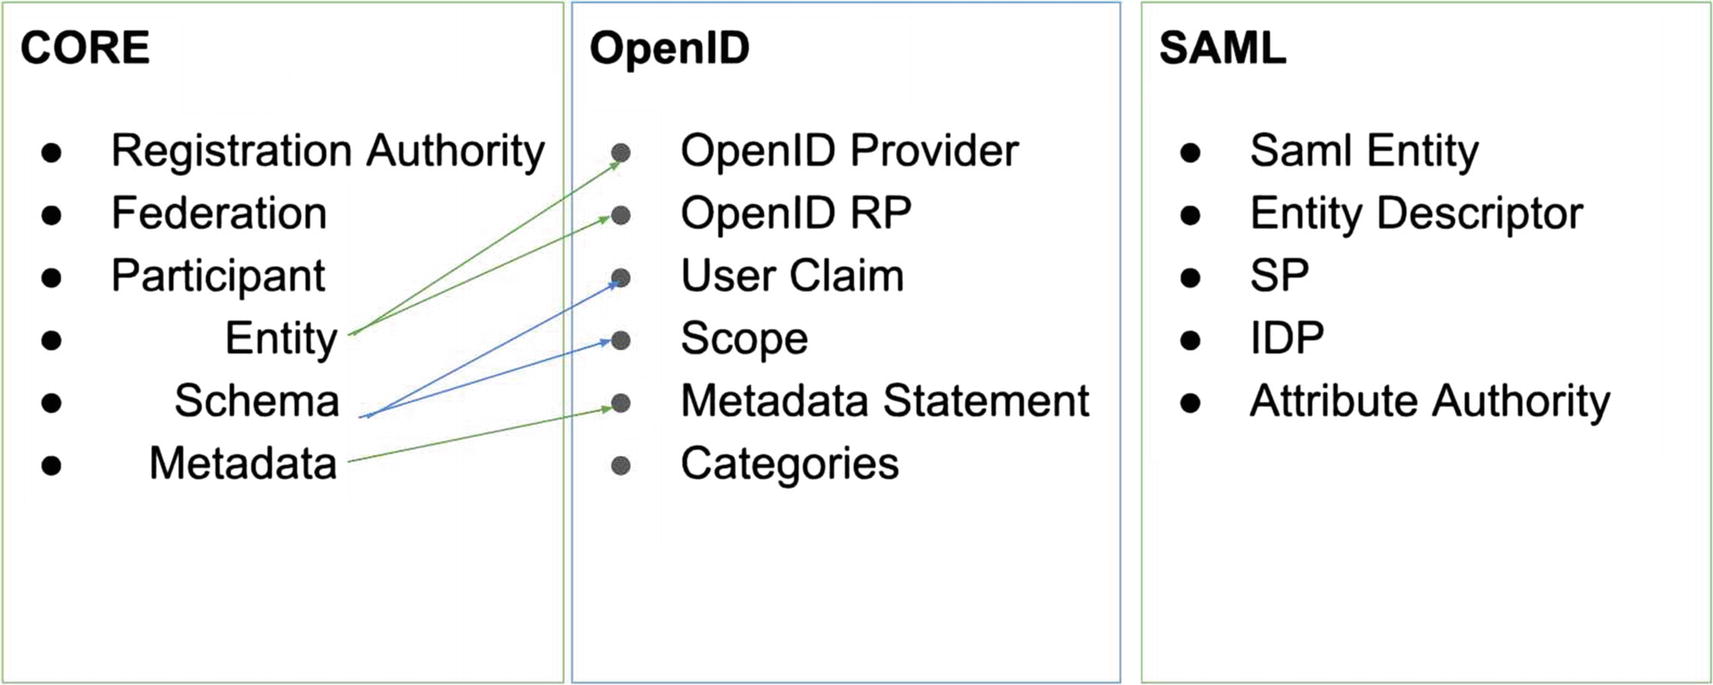 CORE
Registration Authority
Federation
Participant
Entity
Schema
Metadata
OpenID
OpenID Provider
OpenID RP
User Claim
Scope
Metadata Statement
Categories
SAML
Saml Entity
Entity Descriptor
SP
IDP
Attribute Authority